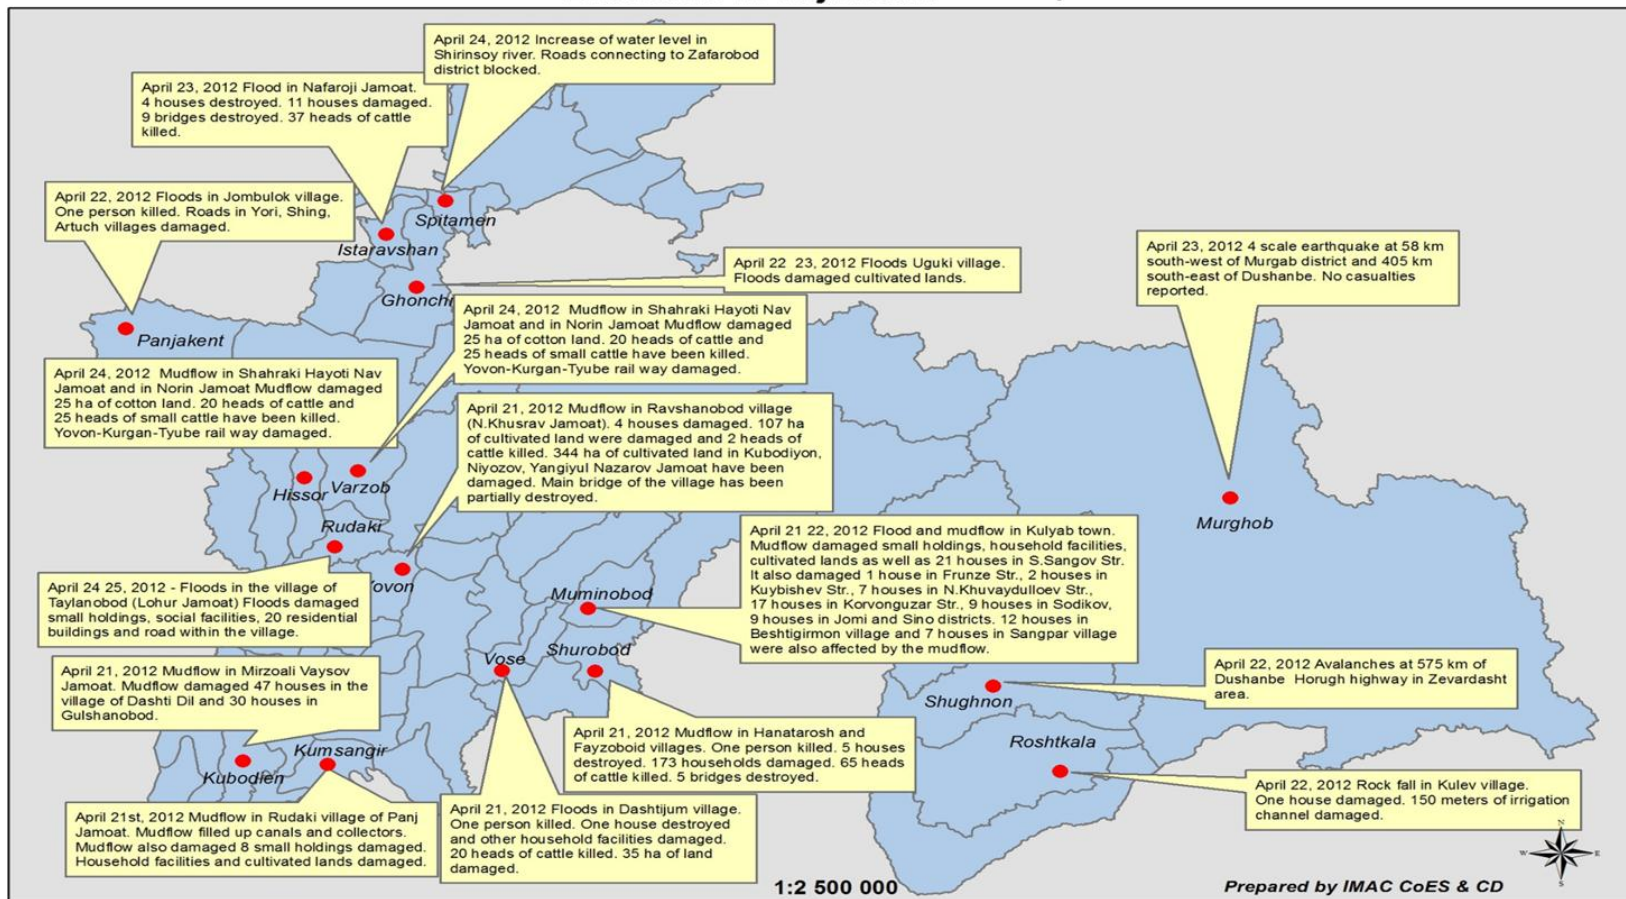 April 24, 2012 Increase of water level in
Shirinsoy river. Roads connecting to Zafarobod
district blocked.
April 23, 2012 Flood in Nafaroji Jamoat.
4 houses destroyed. 11 houses damaged.
9 bridges destroyed. 37 heads of cattle
killed.
April 22, 2012 Floods in Jombulok village.
One person killed. Roads in Yori, Shing,
Artuch villages damaged.
Spitamen
Istaravshan
April 22 23, 2012 Floods Uguki village.
Floods damaged cultivated lands.
April 23, 2012 4 scale earthquake at 58 km
south-west of Murgab district and 405 km
south-east of Dushanbe. No casualties
reported.
Ghonchi
Panjakent
April 24, 2012 Mudflow in Shahraki Hayoti Nav
Jamoat and in Norin Jamoat Mudflow damaged
25 ha of cotton land. 20 heads of cattle and
25 heads of small cattle have been killed.
Yovon-Kurgan-Tyube rail way damaged.
April 24, 2012 Mudflow in Shahraki Hayoti Nav
Jamoat and in Norin Jamoat Mudflow damaged
25 ha of cotton land. 20 heads of cattle and
25 heads of small cattle have been killed.
Yovon-Kurgan-Tyube rail way damaged.
April 21, 2012 Mudflow in Ravshanobod village
(N.Khusrav Jamoat). 4 houses damaged. 107 ha
of cultivated land were damaged and 2 heads of
cattle killed. 344 ha of cultivated land in Kubodiyon,
Niyozov, Yangiyul Nazarov Jamoat have been
damaged. Main bridge of the village has been
partially destroyed.
Hissor
Varzob
Rudaki
Murghob
April 21 22, 2012 Flood and mudflow in Kulyab town.
Mudflow damaged small holdings, household facilities,
cultivated lands as well as 21 houses in S.Sangov Str.
It also damaged 1 house in Frunze Str., 2 houses in
Kuybishev Str., 7 houses in N.Khuvaydulloev Str.,
17 houses in Korvonguzar Str., 9 houses in Sodikov,
9 houses in Jomi and Sino districts. 12 houses in
Beshtigirmon village and 7 houses in Sangpar village
were also affected by the mudflow.
April 24 25, 2012 - Floods in the village of
Taylanobod (Lohur Jamoat) Floods damaged
small holdings, social facilities, 20 residential
buildings and road within the village.
ovon
Muminobod
Vose
Shurobod
April 21, 2012 Mudflow in Mirzoali Vaysov
Jamoat. Mudflow damaged 47 houses in the
village of Dashti Dil and 30 houses in
Gulshanobod.
April 22, 2012 Avalanches at 575 km of
Dushanbe Horugh highway in Zevardasht
area.
Shughnon
Roshtkala
April 21, 2012 Mudflow in Hanatarosh and
Fayzoboid villages. One person killed. 5 houses
destroyed. 173 households damaged. 65 heads
of cattle killed. 5 bridges destroyed.
Kumsangir
Kubodien
April 22, 2012 Rock fall in Kulev village.
One house damaged. 150 meters of irrigation
channel damaged.
April 21st, 2012 Mudflow in Rudaki village of Panj
Jamoat. Mudflow filled up canals and collectors.
Mudflow also damaged 8 small holdings damaged.
Household facilities and cultivated lands damaged.
April 21, 2012 Floods in Dashtijum village.
One person killed. One house destroyed
and other household facilities damaged.
20 heads of cattle killed. 35 ha of land
damaged.
N
W
E
S
1:2 500 000
Prepared by IMAC CoES & CD